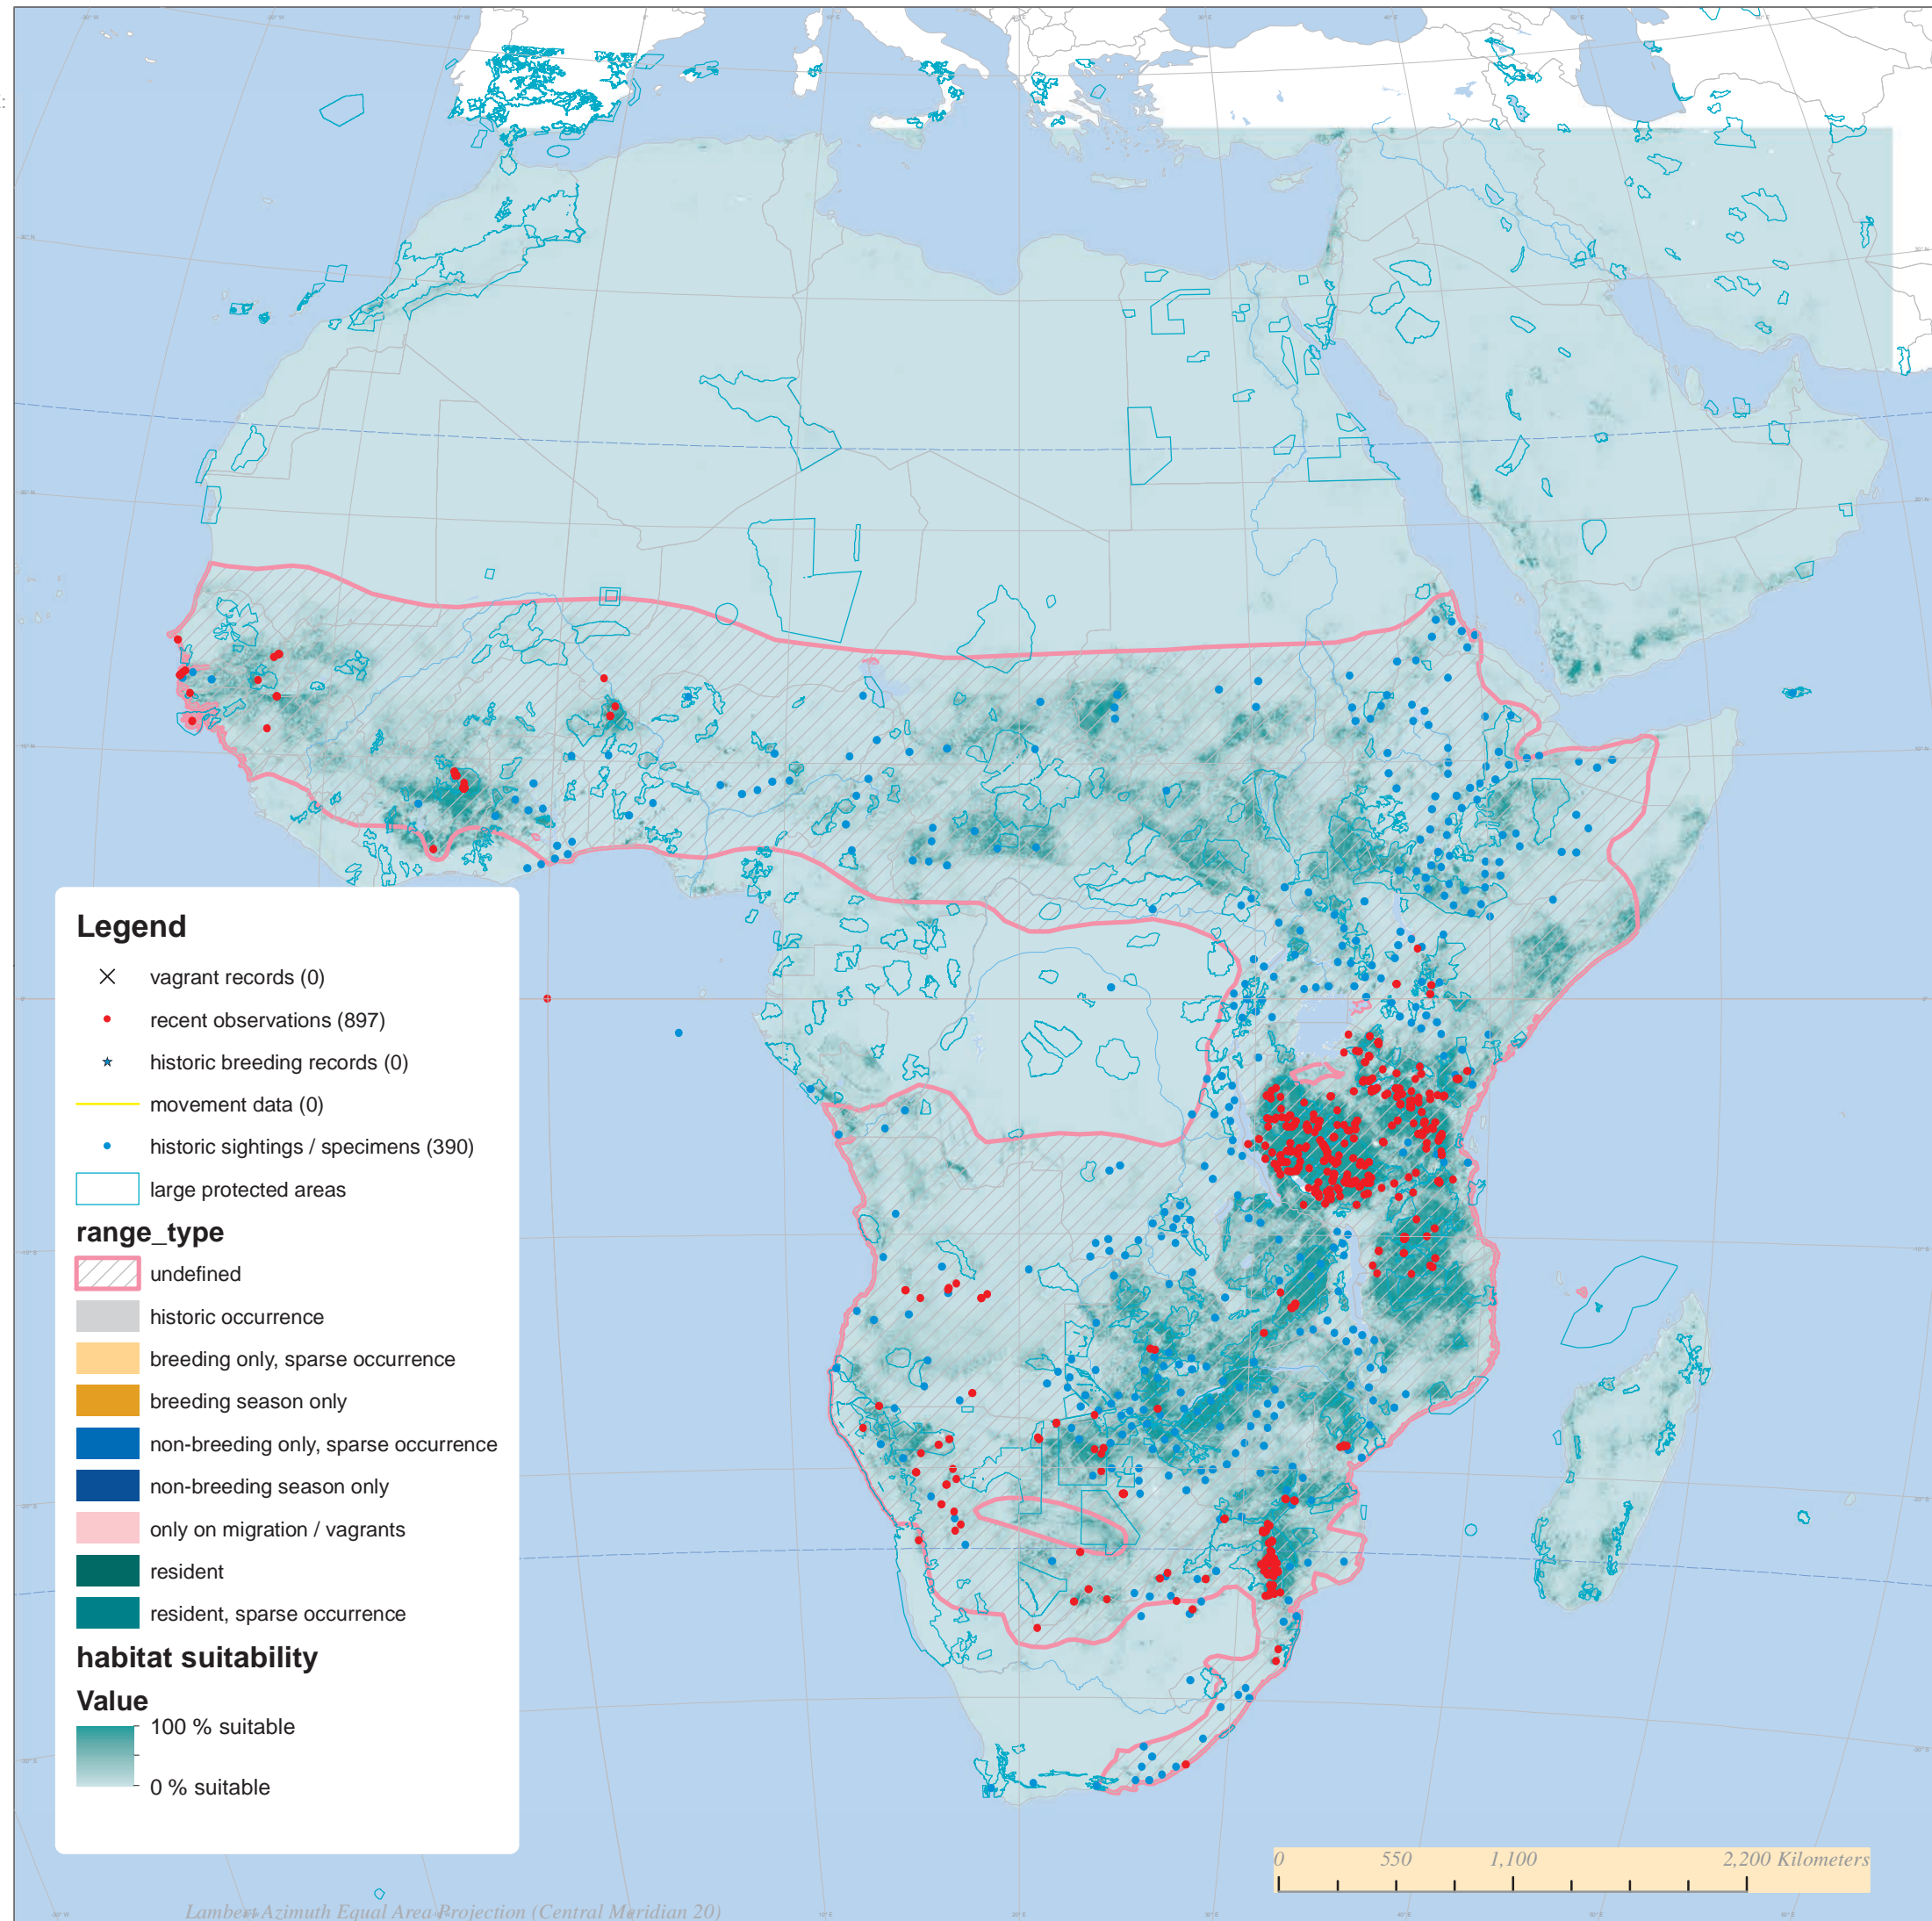 Legend
vagrant records (0)
recent observations (897)
historic breeding records (0)
movement data (0)
historic sightings / specimens (390)
large protected areas
range_type
undefined
historic occurrence
breeding only, sparse occurrence
breeding season only
non-breeding only, sparse occurrence
non-breeding season only
only on migration / vagrants
resident
resident, sparse occurrence
habitat suitability
Value
100 % suitable
0 % suitable
0 550 1,100 2,200 Kilometers
Lambert Azimuth Equal Area Projection (Central Meridian 20)